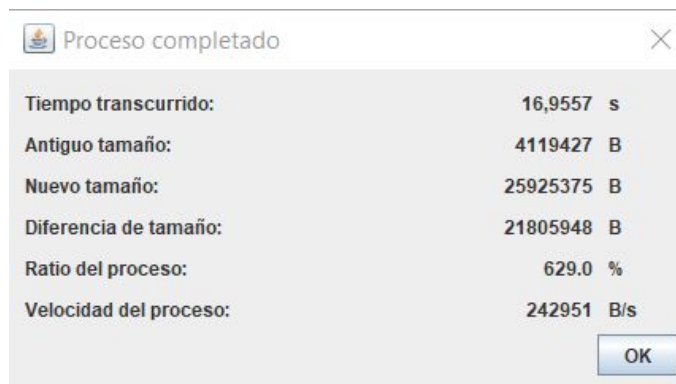 Proceso completado
Tiempo transcurrido: 16,9557 s
Antiguo tamaño: 4119427 B
Nuevo tamaño: 25925375 B
Diferencia de tamaño: 21805948 B
Ratio del proceso: 629.0 %
Velocidad del proceso: 242951 B/s
OK